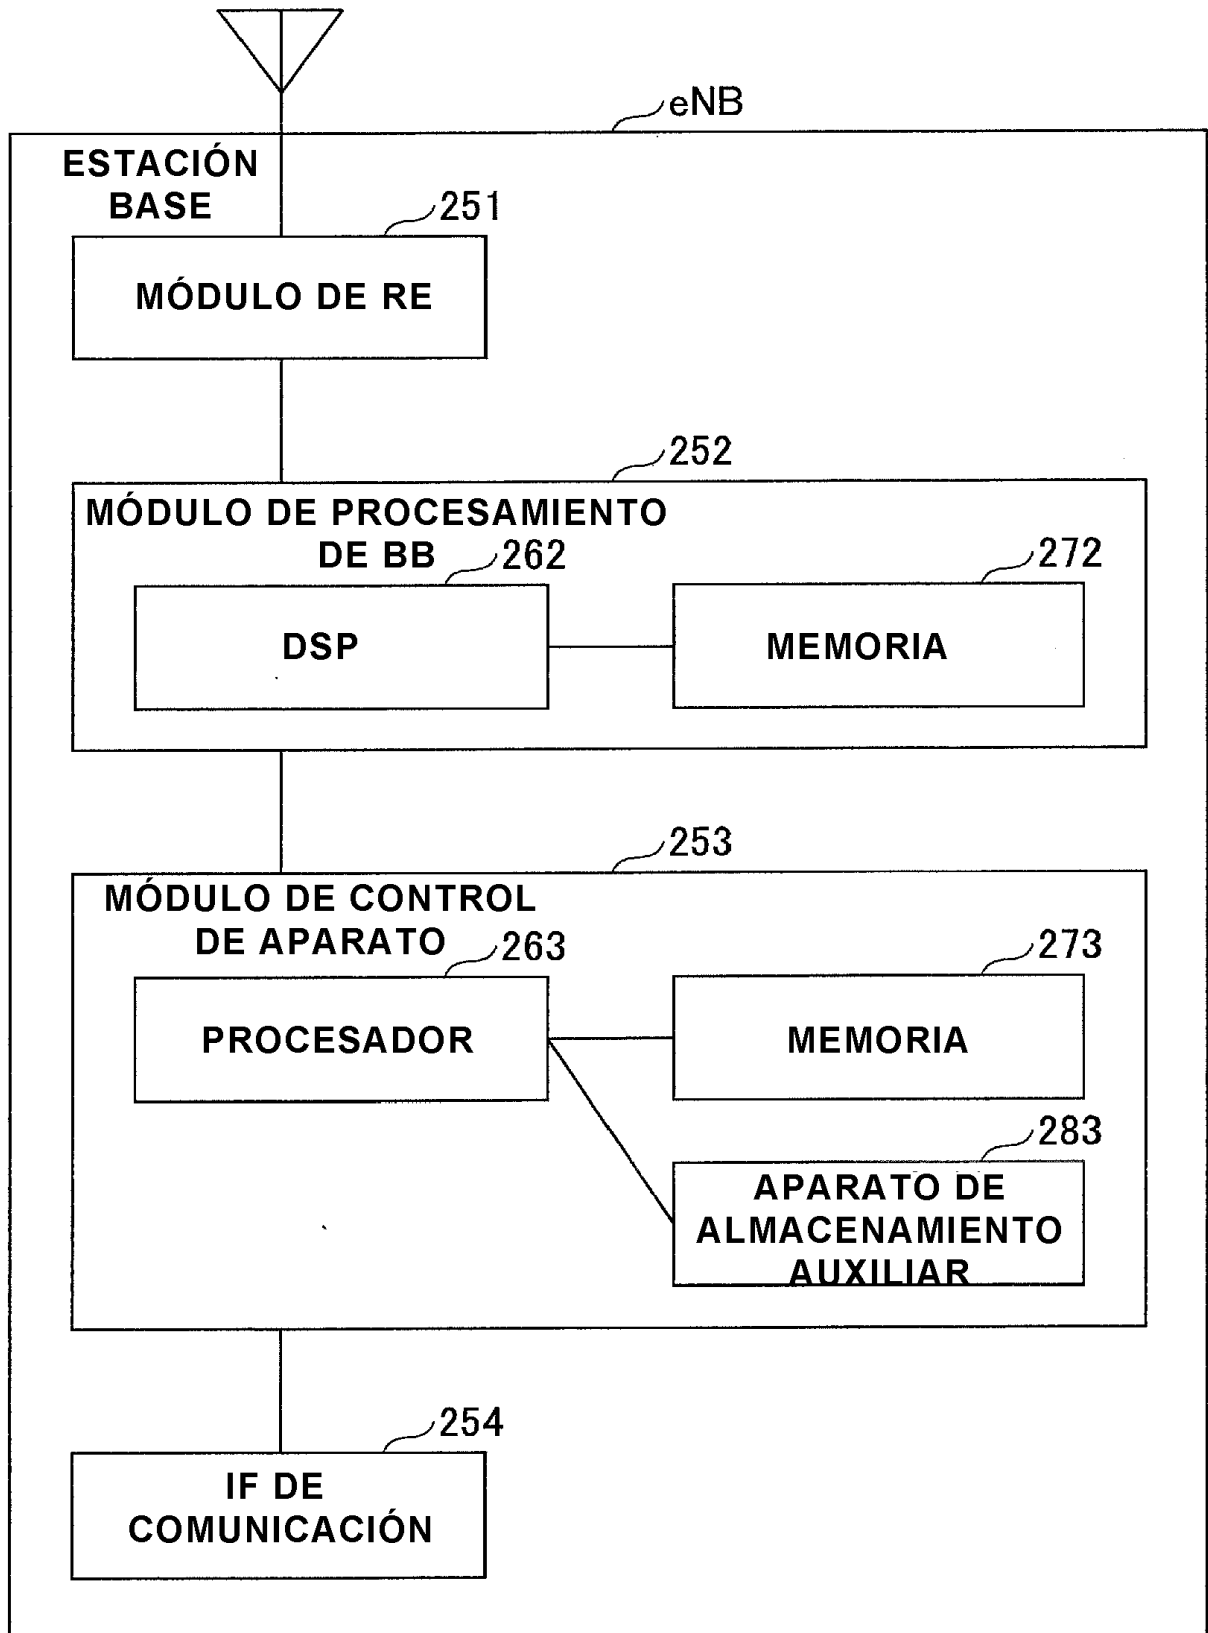 eNB
ESTACIÓN
BASE
251
MÓDULO DE RE
252
MÓDULO DE PROCESAMIENTO
DE BB
262
272
DSP
MEMORIA
253
MÓDULO DE CONTROL
DE APARATO
263
273
PROCESADOR
MEMORIA
283
APARATO DE
ALMACENAMIENTO
AUXILIAR
254
IF DE
COMUNICACIÓN